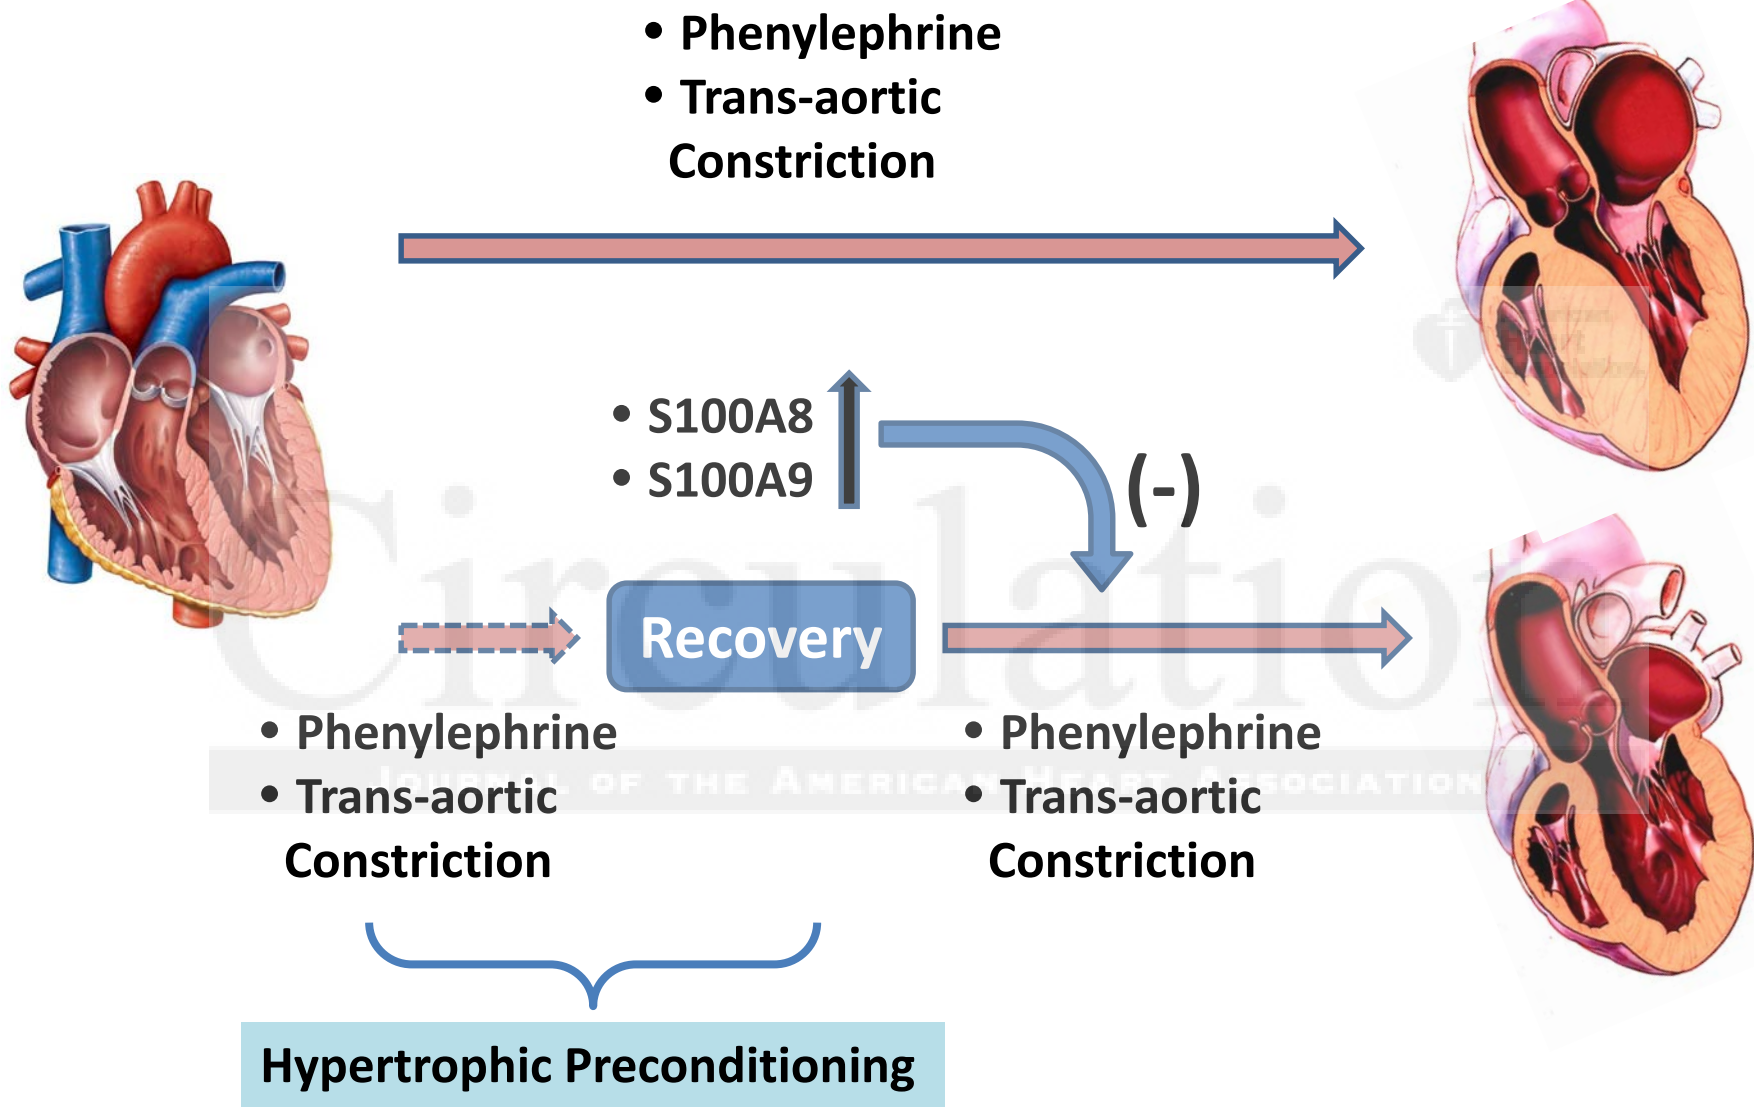 • Phenylephrine
• Trans-aortic
Constriction
• S100A8
• S100A9
(-)
Recovery
• Phenylephrine
• Trans-aortic
Constriction
• Phenylephrine
• Trans-aortic
Constriction
Hypertrophic Preconditioning
Circulation
JOURNAL OF THE AMERICAN HEART ASSOCIATION